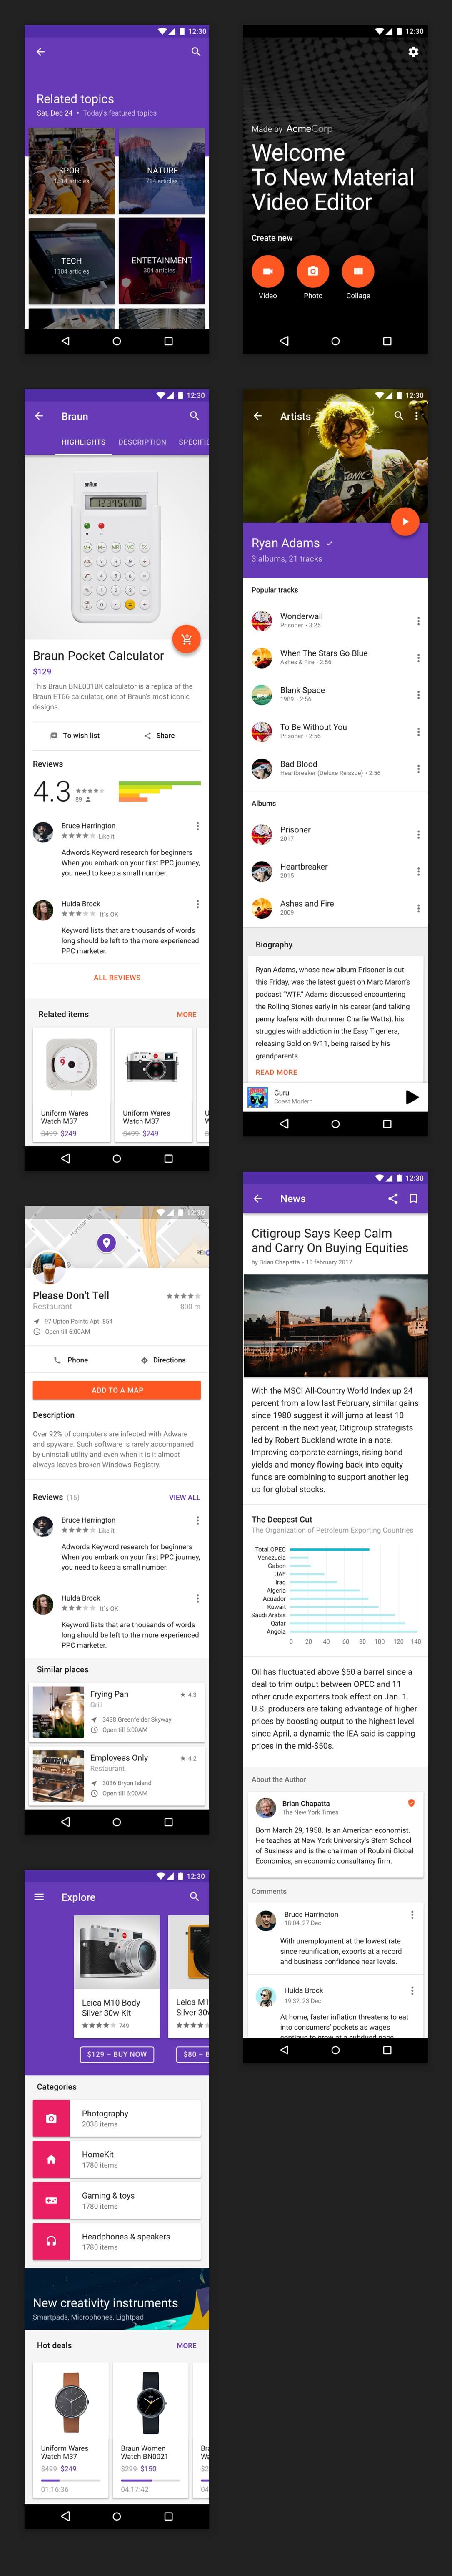 12:30
Related topics
Sat, Dec 24 • Today's featured topics
SPORT
articles
NATURE
714 articles
TECH
1104 articles
ENTETAINMENT
304 articles
12:30
Made by AcmeCorp
Welcome
To New Material
Video Editor
Create new
Video
Photo
Collage
12:30
Braun
HIGHLIGHTS
DESCRIPTION
SPECIFIC
BRAUN
12345678
Braun Pocket Calculator
$129
This Braun BNE001BK calculator is a replica of the
Braun ET66 calculator, one of Braun's most iconic
designs.
To wish list
Share
Reviews
4.3
89
Bruce Harrington
Like it
Adwords Keyword research for beginners
When you embark on your first PPC journey,
you need to keep a small number.
Hulda Brock
It`s OK
Keyword lists that are thousands of words
long should be left to the more experienced
PPC marketer.
ALL REVIEWS
Related items
MORE
9
Uniform Wares
Watch M37
$499 $249
Uniform Wares
Watch M37
$499 $249
U
W
12:30
Artists
SONIC
Ryan Adams
3 albums, 21 tracks
Popular tracks
Wonderwall
Prisoner • 3:25
When The Stars Go Blue
Ashes & Fire • 2:56
Blank Space
1989 • 2:56
To Be Without You
Prisoner • 2:56
Bad Blood
Heartbreaker (Deluxe Reissue) • 2:56
Albums
Prisoner
2017
Heartbreaker
2015
Ashes and Fire
2009
Biography
Ryan Adams, whose new album Prisoner is out
this Friday, was the latest guest on Marc Maron's
podcast “WTF.” Adams discussed encountering
the Rolling Stones early in his career (and talking
penny loafers with drummer Charlie Watts), his
struggles with addiction in the Easy Tiger era,
releasing Gold on 9/11, being raised by his
grandparents.
READ MORE
Guru
Coast Modern
12:30
Harrison St
REI
Please Don't Tell
Restaurant
800 m
97 Upton Points Apt. 854
Open till 6:00AM
Phone
Directions
ADD TO A MAP
Description
Over 92% of computers are infected with Adware
and spyware. Such software is rarely accompanied
by uninstall utility and even when it is it almost
always leaves broken Windows Registry.
Reviews (15)
VIEW ALL
Bruce Harrington
Like it
Adwords Keyword research for beginners
When you embark on your first PPC journey,
you need to keep a small number.
Hulda Brock
It`s OK
Keyword lists that are thousands of words
long should be left to the more experienced
PPC marketer.
Similar places
Frying Pan
4.3
Grill
3438 Greenfelder Skyway
Open till 6:00AM
Employees Only
4.2
Restaurant
3036 Bryon Island
Open till 6:00AM
12:30
News
Citigroup Says Keep Calm
and Carry On Buying Equities
by Brian Chapatta • 10 february 2017
With the MSCI All-Country World Index up 24
percent from a low last February, similar gains
since 1980 suggest it will jump at least 10
percent in the next year, Citigroup strategists
led by Robert Buckland wrote in a note.
Improving corporate earnings, rising bond
yields and money flowing back into equity
funds are combining to support another leg
up for global stocks.
The Deepest Cut
The Organization of Petroleum Exporting Countries
Total OPEC
Venezuela
Gabon
UAE
Iraq
Algeria
Acuador
Kuwait
Saudi Arabia
Qatar
Angola
0 20 40 60 80 100 120 140
Oil has fluctuated above $50 a barrel since a
deal to trim output between OPEC and 11
other crude exporters took effect on Jan. 1.
U.S. producers are taking advantage of higher
prices by boosting output to the highest level
since April, a dynamic the IEA said is capping
prices in the mid-$50s.
About the Author
Brian Chapatta
The New York Times
Born March 29, 1958. Is an American economist.
He teaches at New York University's Stern School
of Business and is the chairman of Roubini Global
Economics, an economic consultancy firm.
Comments
Bruce Harrington
18:04, 27 Dec
With unemployment at the lowest rate
since reunification, exports at a record
and business confidence near levels.
Hulda Brock
19:32, 23 Dec
At home, faster inflation threatens to eat
into consumers' pockets as wages
continue to grow at a subdued pace
12:30
Explore
Leica M10 Body
Silver 30w Kit
749
$129 – BUY NOW
Leica M1
Silver 30w
$80 – B
Categories
Photography
2038 items
HomeKit
1780 items
Gaming & toys
1780 items
Headphones & speakers
1780 items
New creativity instruments
Smartpads, Microphones, Lightpad
Hot deals
MORE
Uniform Wares
Watch M37
$499 $249
01:16:36
Braun Women
Watch BN0021
$299 $150
04:17:42
Bra
Wa
$2
04